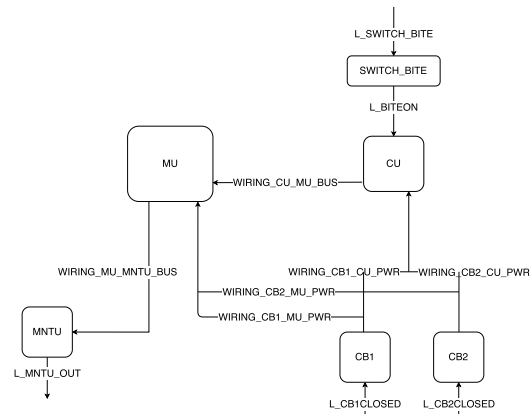 L_SWITCH_BITE
SWITCH_BITE
L_BITEON
MU
CU
WIRING_CU_MU_BUS
WIRING_MU_MNTU_BUS
WIRING_CB1_CU_PWR
WIRING_CB2_CU_PWR
WIRING_CB2_MU_PWR
WIRING_CB1_MU_PWR
MNTU
CB1
CB2
L_MNTU_OUT
L_CB1CLOSED
L_CB2CLOSED